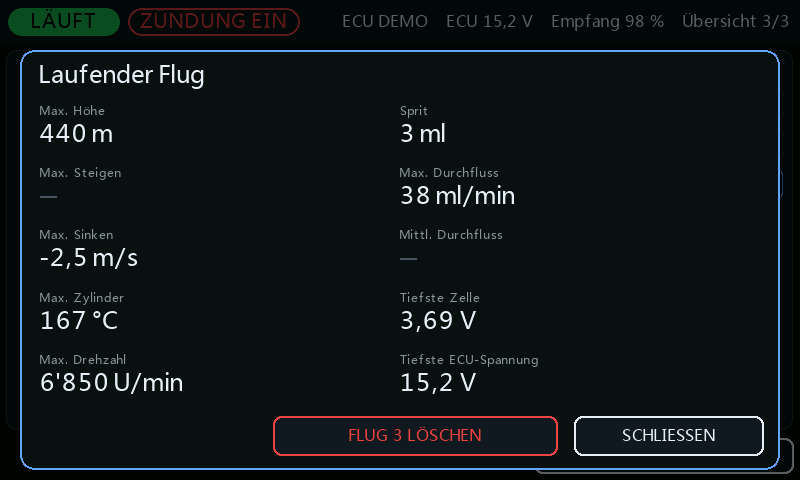 LÄUFT ZÜNDUNG EIN ECU DEMO ECU 15,2 V Empfang 98 % Übersicht 3/3
Laufender Flug
Max. Höhe
440 m
Sprit
3 ml
Max. Steigen
—
Max. Durchfluss
38 ml/min
Max. Sinken
-2,5 m/s
Mittl. Durchfluss
—
Max. Zylinder
167 °C
Tiefste Zelle
3,69 V
Max. Drehzahl
6'850 U/min
Tiefste ECU-Spannung
15,2 V
FLUG 3 LÖSCHEN
SCHLIESSEN